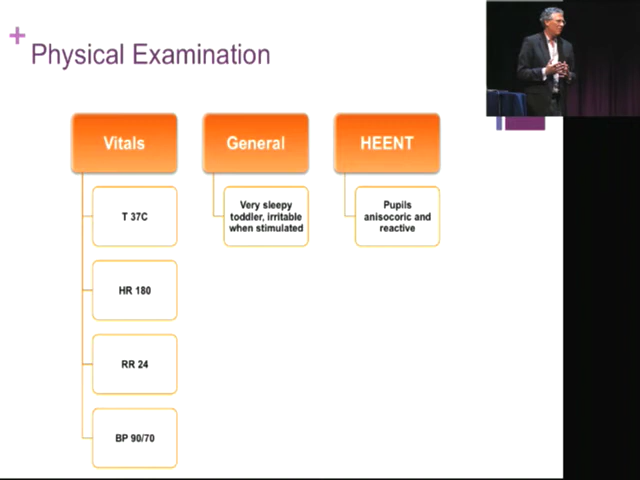 +
Physical Examination
Vitals
T 37C
HR 180
RR 24
BP 90/70
General
Very sleepy
toddler, irritable
when stimulated
HEENT
Pupils
anisocoric and
reactive